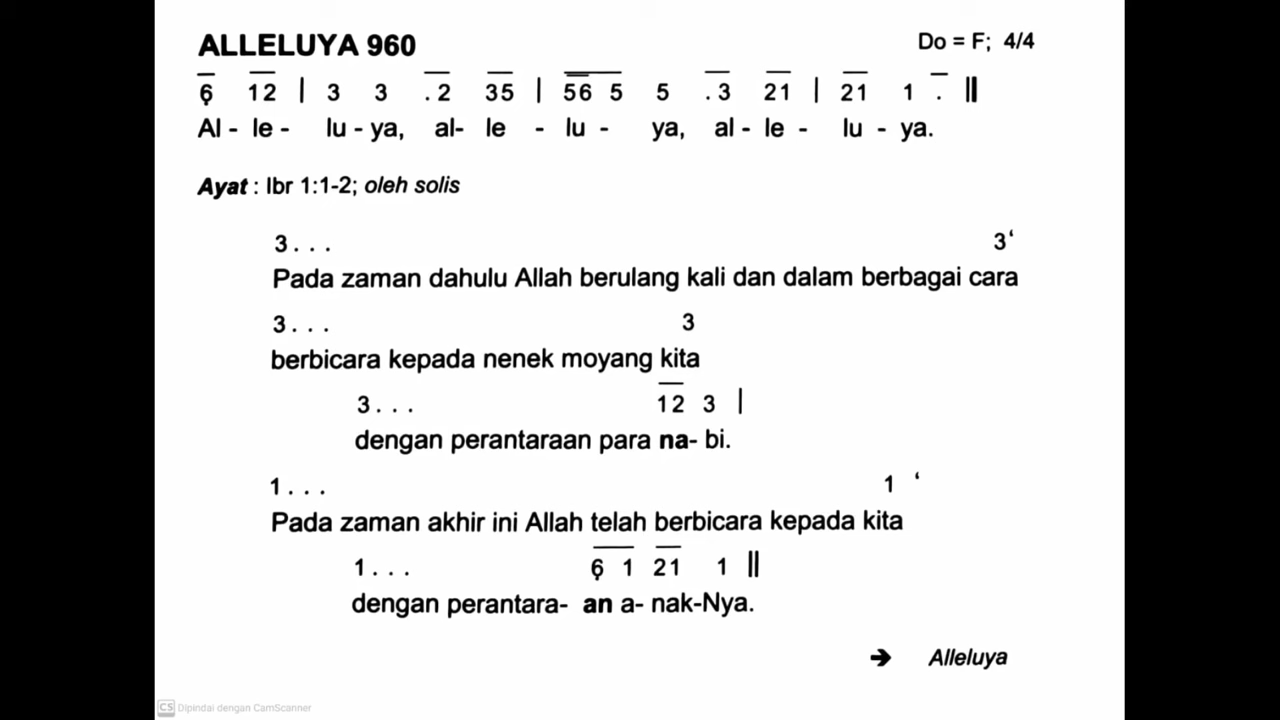 ALLELUYA 960 Do = F; 4/4
6̣ 12 | 3 3 .2 35 | 56 5 5 .3 21 | 21 1 . ||
Al - le - lu - ya, al- le - lu - ya, al - le - lu - ya.
Ayat : Ibr 1:1-2; oleh solis
3 . . . 3‘
Pada zaman dahulu Allah berulang kali dan dalam berbagai cara
3 . . . 3
berbicara kepada nenek moyang kita
3 . . . 12 3 |
dengan perantaraan para na- bi.
1 . . . 1 ‘
Pada zaman akhir ini Allah telah berbicara kepada kita
1 . . . 6̣ 1 21 1 ||
dengan perantara- an a- nak-Nya.
➔ Alleluya
CS Dipindai dengan CamScanner